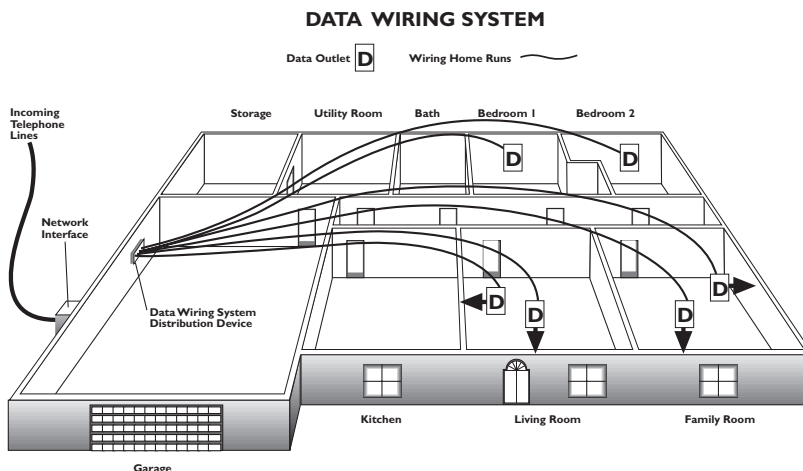 DATA WIRING SYSTEM
Data Outlet D Wiring Home Runs
Storage Utility Room Bath Bedroom 1 Bedroom 2
Incoming
Telephone
Lines
D D
Network
Interface
D D
D D
Data Wiring System
Distribution Device
Kitchen Living Room Family Room
Garage